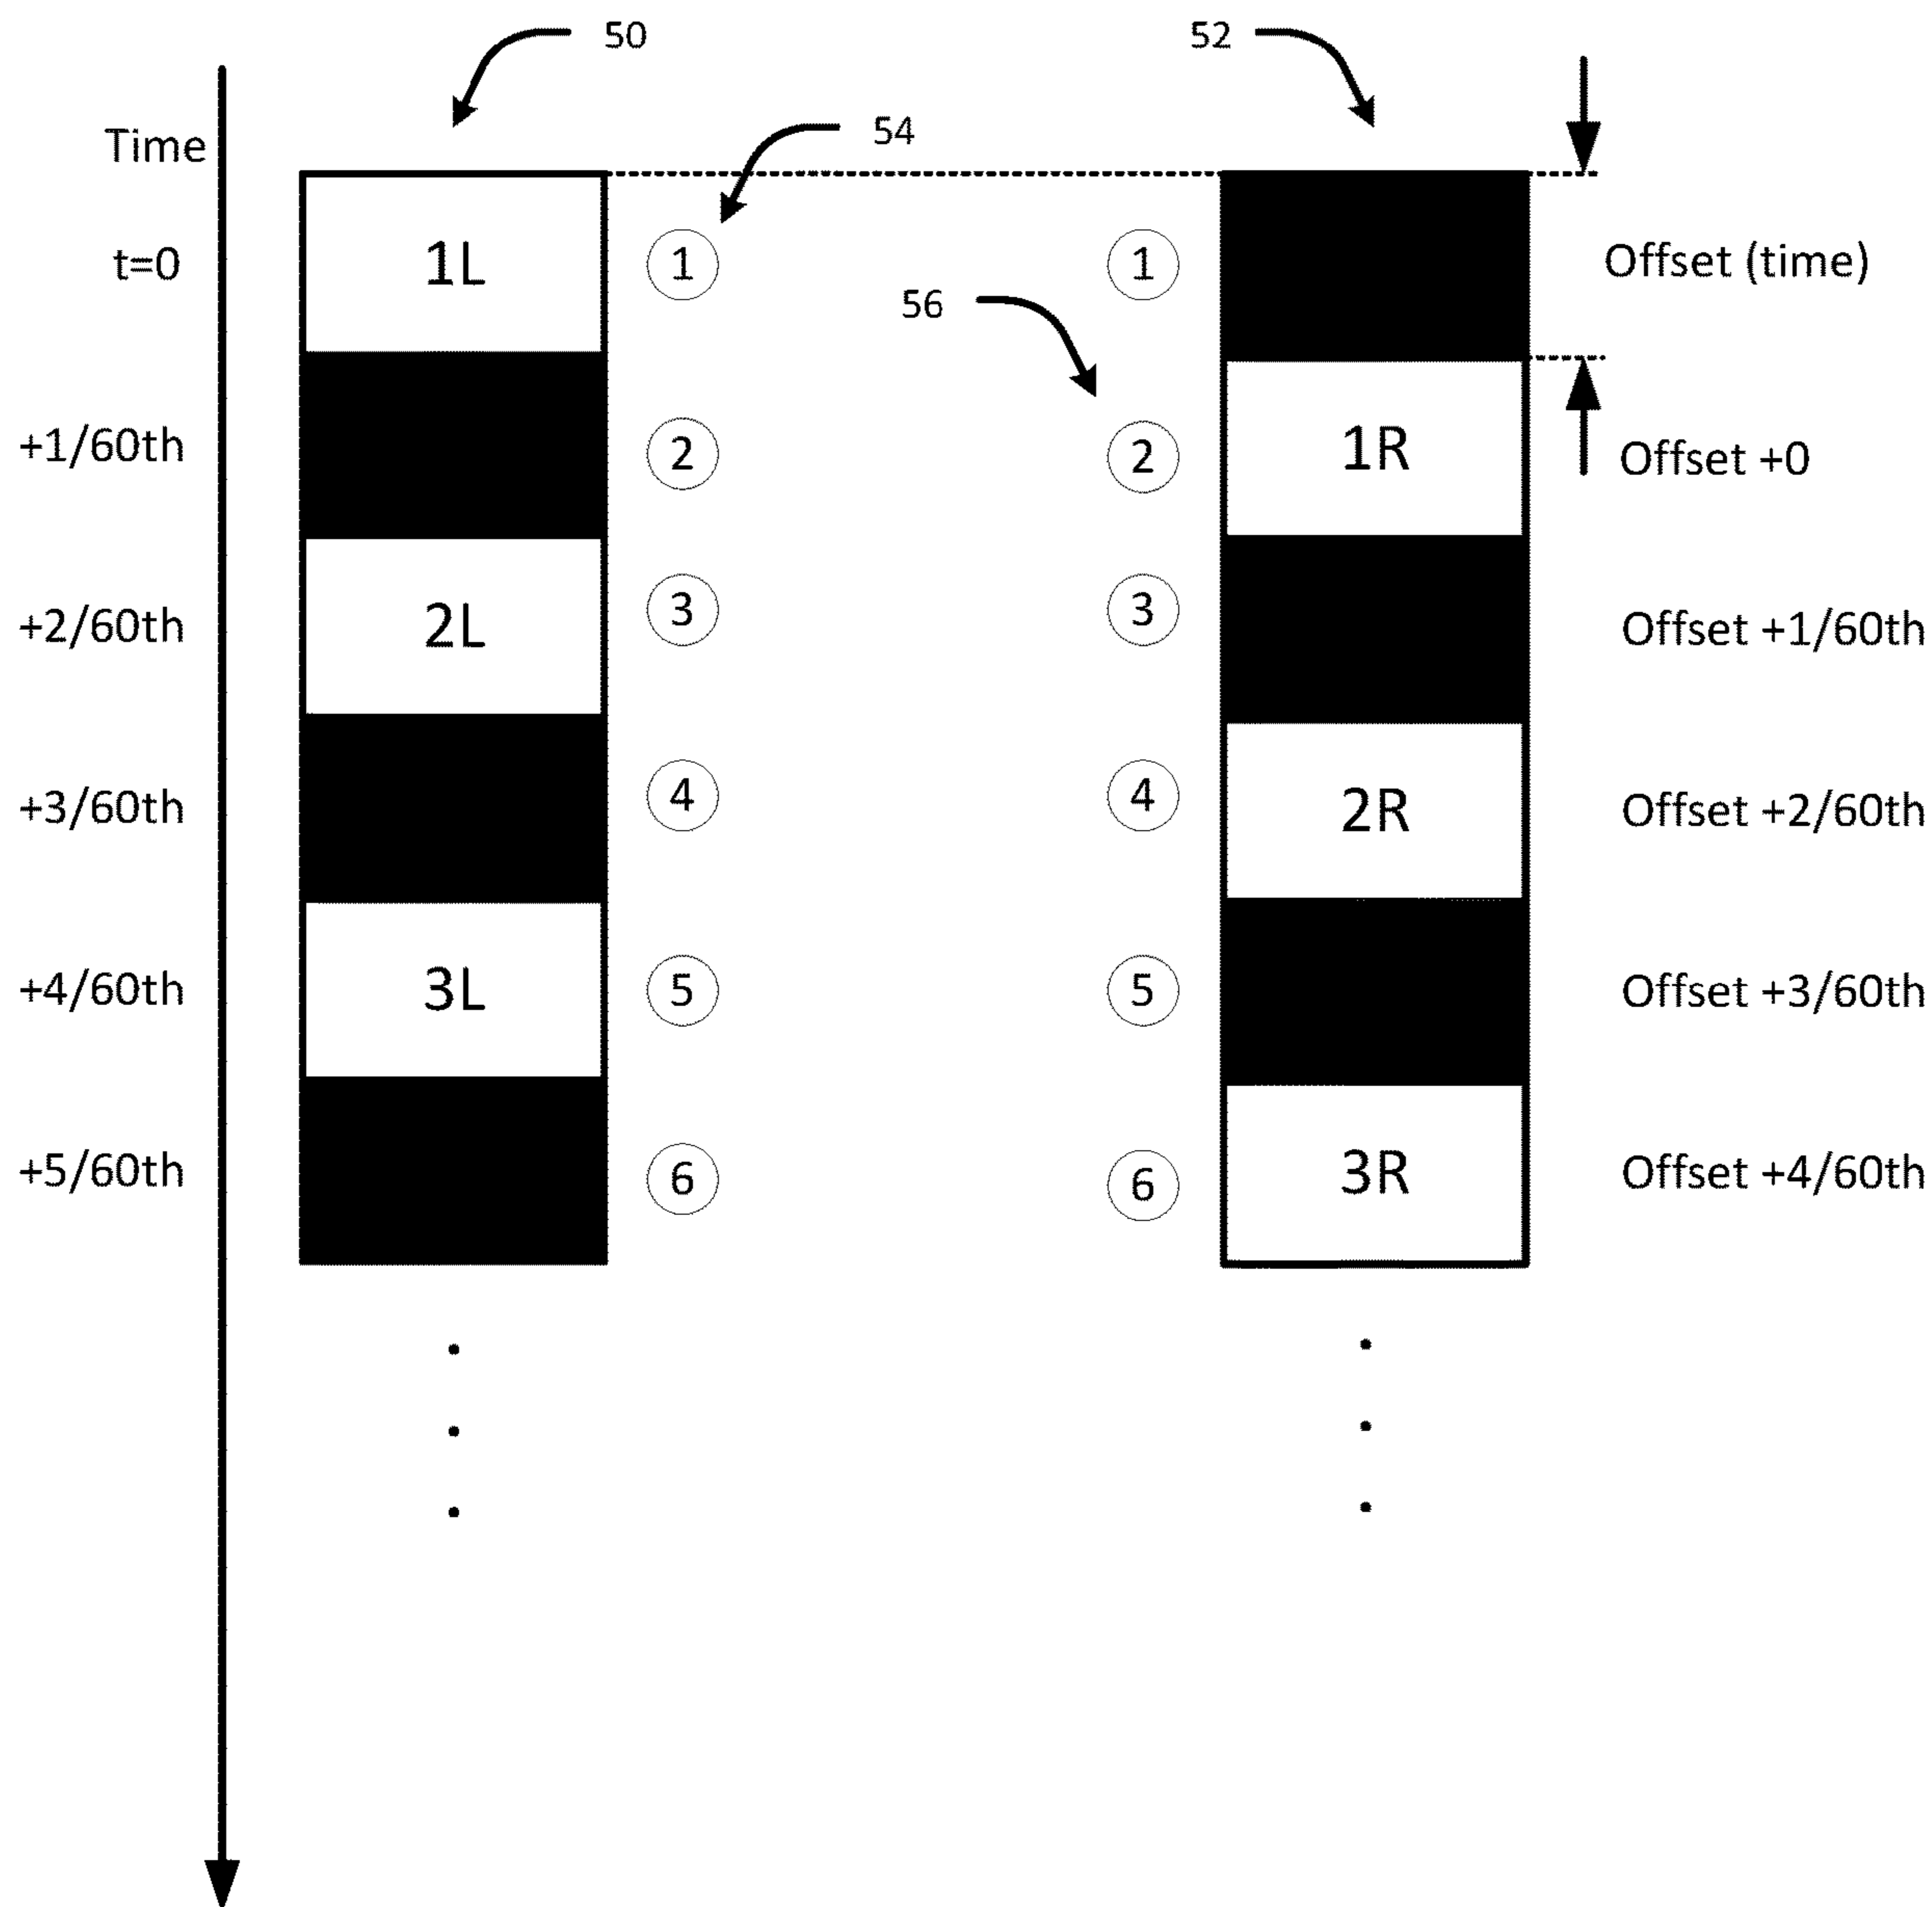 50
52
54
Time
t=0
1L
1
1
Offset (time)
56
+1/60th
2
2
1R
Offset +0
+2/60th
2L
3
3
Offset +1/60th
+3/60th
4
4
2R
Offset +2/60th
+4/60th
3L
5
5
Offset +3/60th
+5/60th
6
6
3R
Offset +4/60th